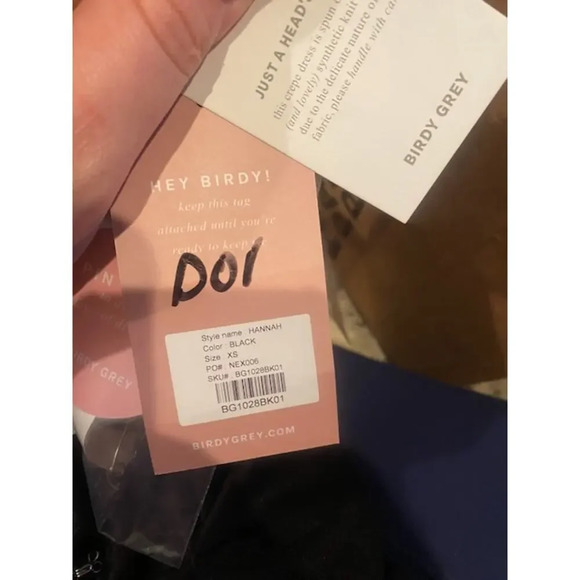 JUST A HEAD'S
this crepe dress is spun
(and lovely) synthetic knit
due to the delicate nature o
fabric, please handle with car
BIRDY GREY
HEY BIRDY!
keep this tag
attached until you're
ready to keep
DO1
Style name : HANNAH
Color : BLACK
Size : XS
PO# : NEX006
SKU# : BG1028BK01
BG1028BK01
BIRDYGREY.COM
RDY GREY